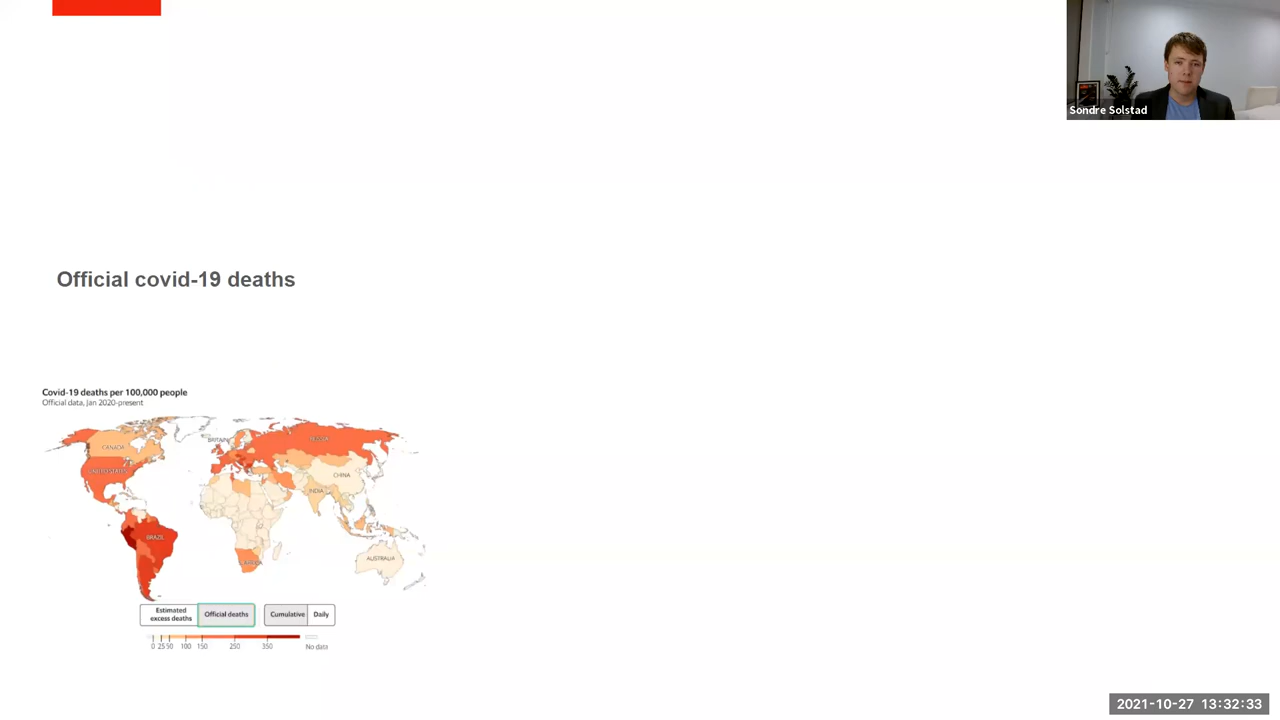 Sondre Solstad
Official covid-19 deaths
Covid-19 deaths per 100,000 people
Official data, Jan 2020-present
CANADA
BRITAIN
RUSSIA
UNITED STATES
CHINA
INDIA
BRAZIL
S AFRICA
AUSTRALIA
Estimated
excess deaths
Official deaths
Cumulative
Daily
0 25 50 100 150 250 350 No data
2021-10-27 13:32:33